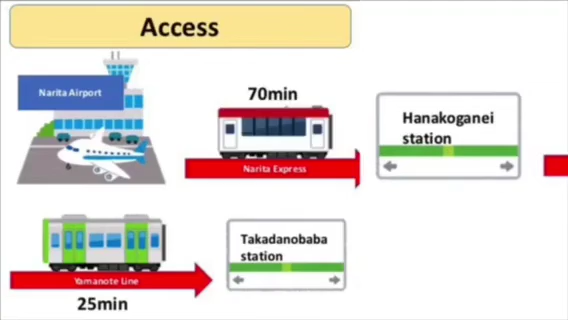 Access
Narita Airport
70min
Narita Express
Hanakoganei
station
Yamanote Line
25min
Takadanobaba
station